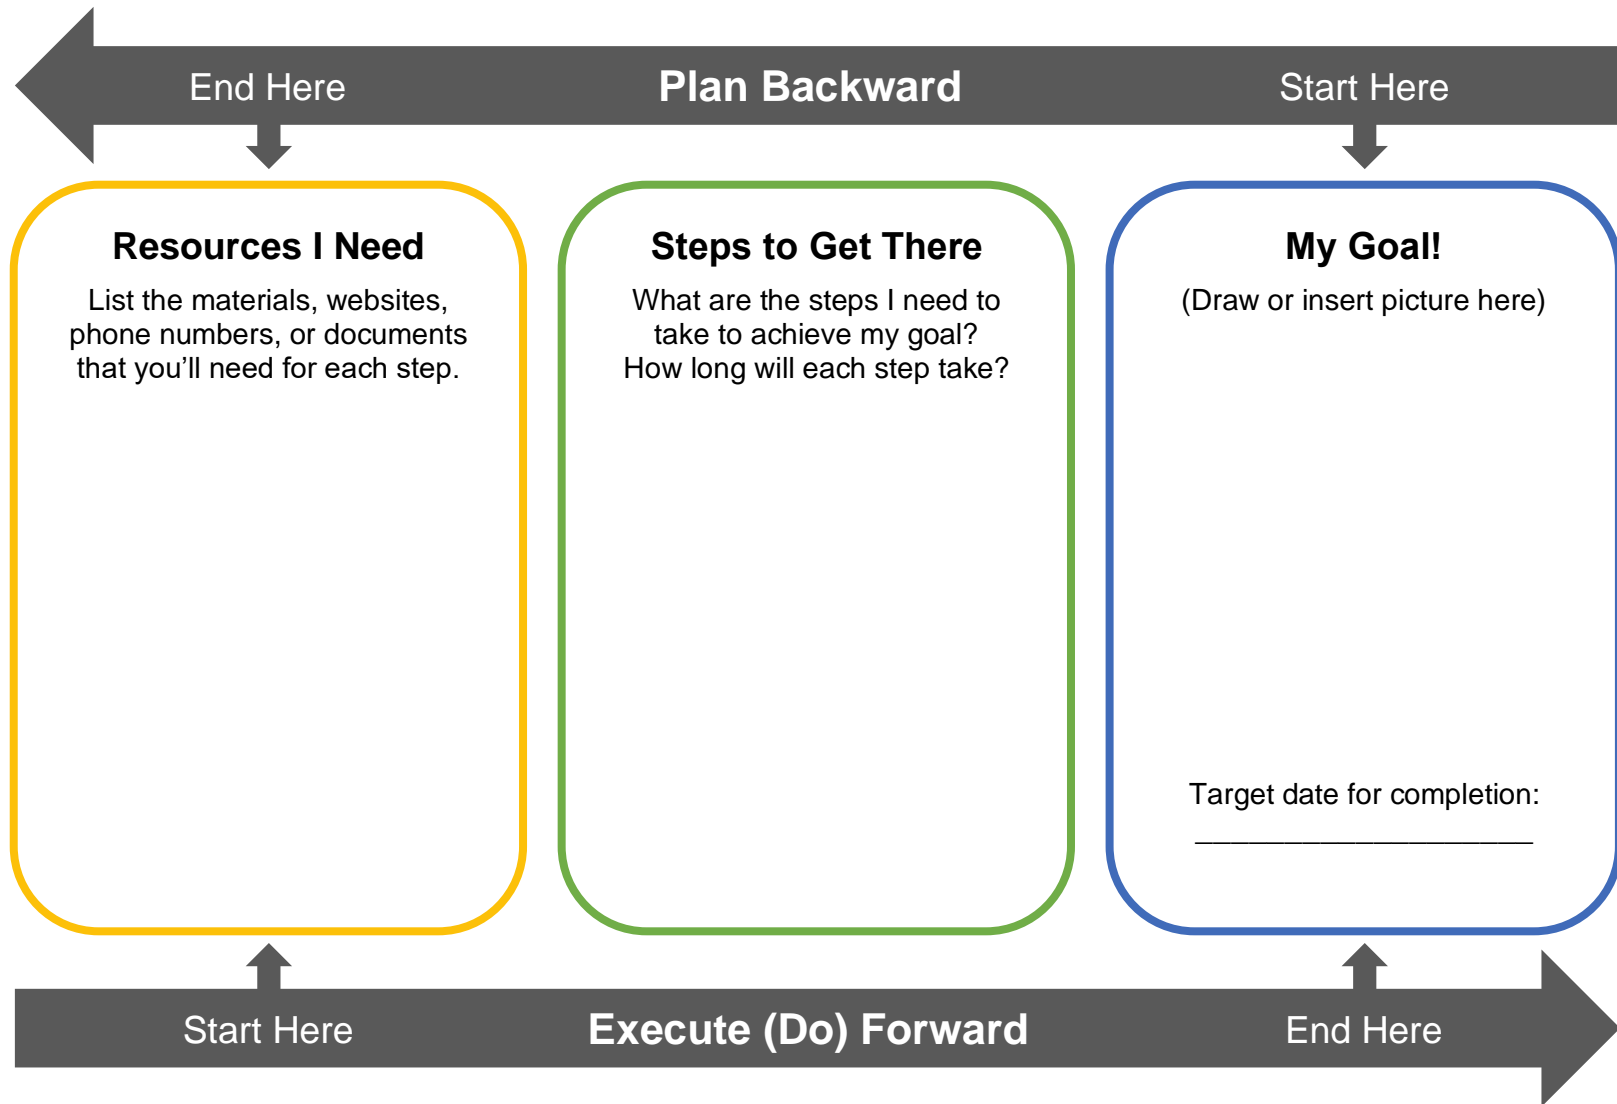 End Here
Plan Backward
Start Here
Resources I Need
List the materials, websites,
phone numbers, or documents
that you’ll need for each step.
Steps to Get There
What are the steps I need to
take to achieve my goal?
How long will each step take?
My Goal!
(Draw or insert picture here)
Target date for completion:
____________________
Start Here
Execute (Do) Forward
End Here